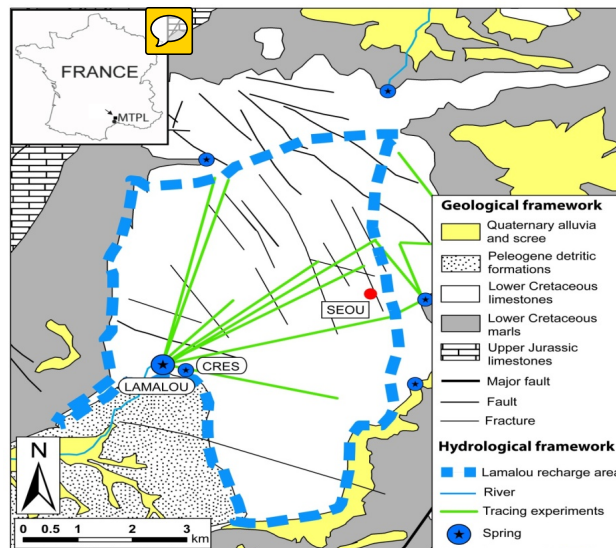 FRANCE
MTPL
SEOU
CRES
LAMALOU
N
0 0.5 1 2 3
km
Geological framework
Quaternary alluvia
and scree
Peleogene detritic
formations
Lower Cretaceous
limestones
Lower Cretaceous
marls
Upper Jurassic
limestones
Major fault
Fault
Fracture
Hydrological framework
Lamalou recharge area
River
Tracing experiments
Spring